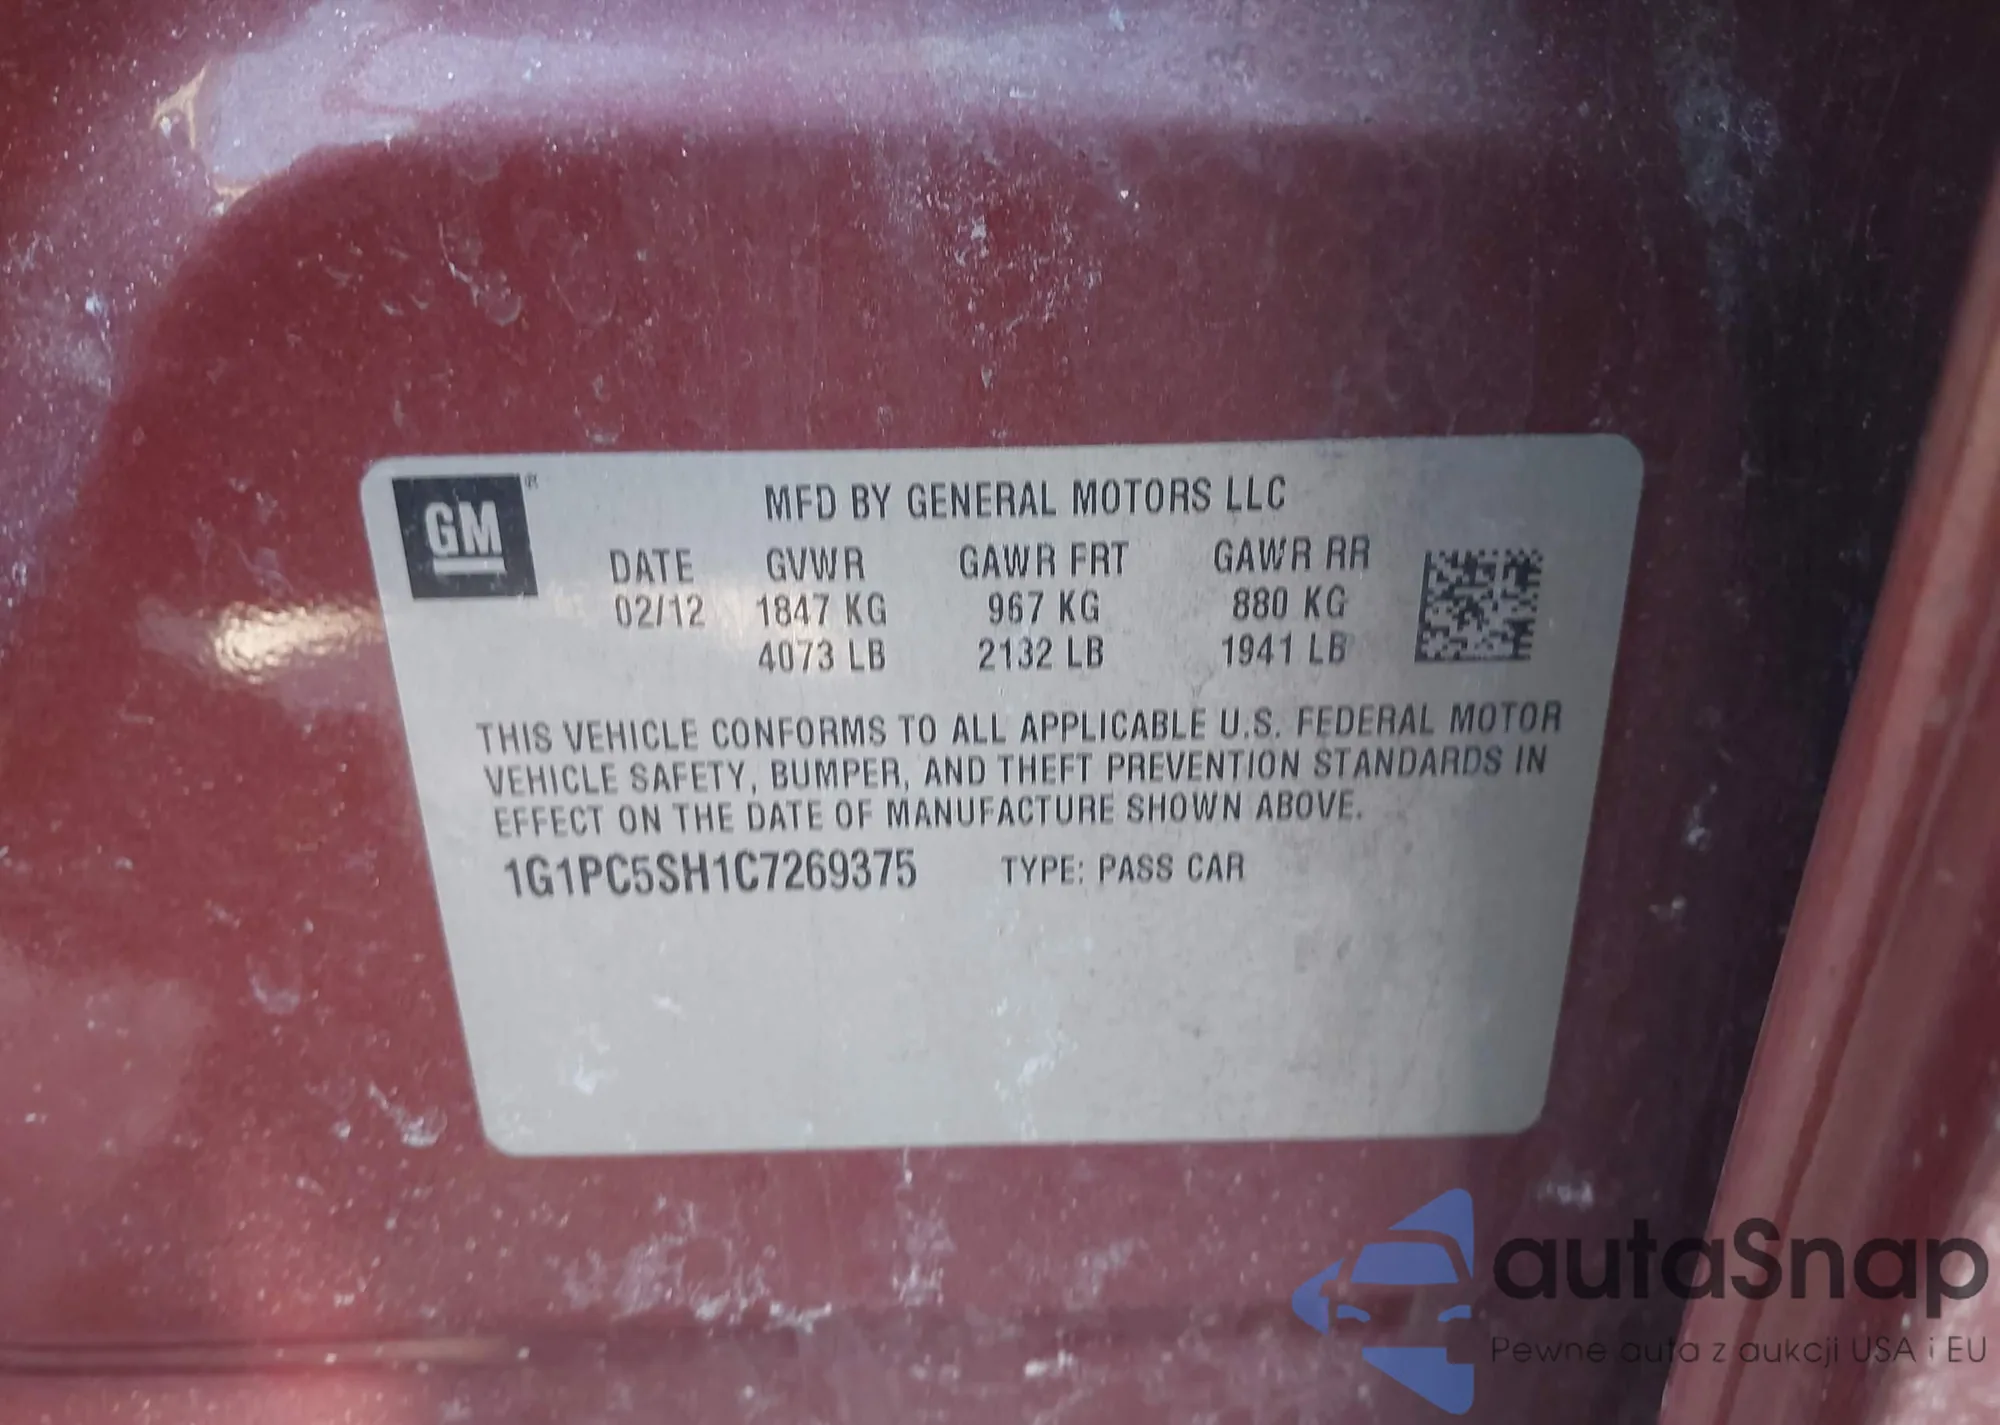 GM ®
MFD BY GENERAL MOTORS LLC
DATE GVWR GAWR FRT GAWR RR
02/12 1847 KG 967 KG 880 KG
4073 LB 2132 LB 1941 LB
THIS VEHICLE CONFORMS TO ALL APPLICABLE U.S. FEDERAL MOTOR
VEHICLE SAFETY, BUMPER, AND THEFT PREVENTION STANDARDS IN
EFFECT ON THE DATE OF MANUFACTURE SHOWN ABOVE.
1G1PC5SH1C7269375 TYPE: PASS CAR
autaSnap
Pewne auta z aukcji USA i EU